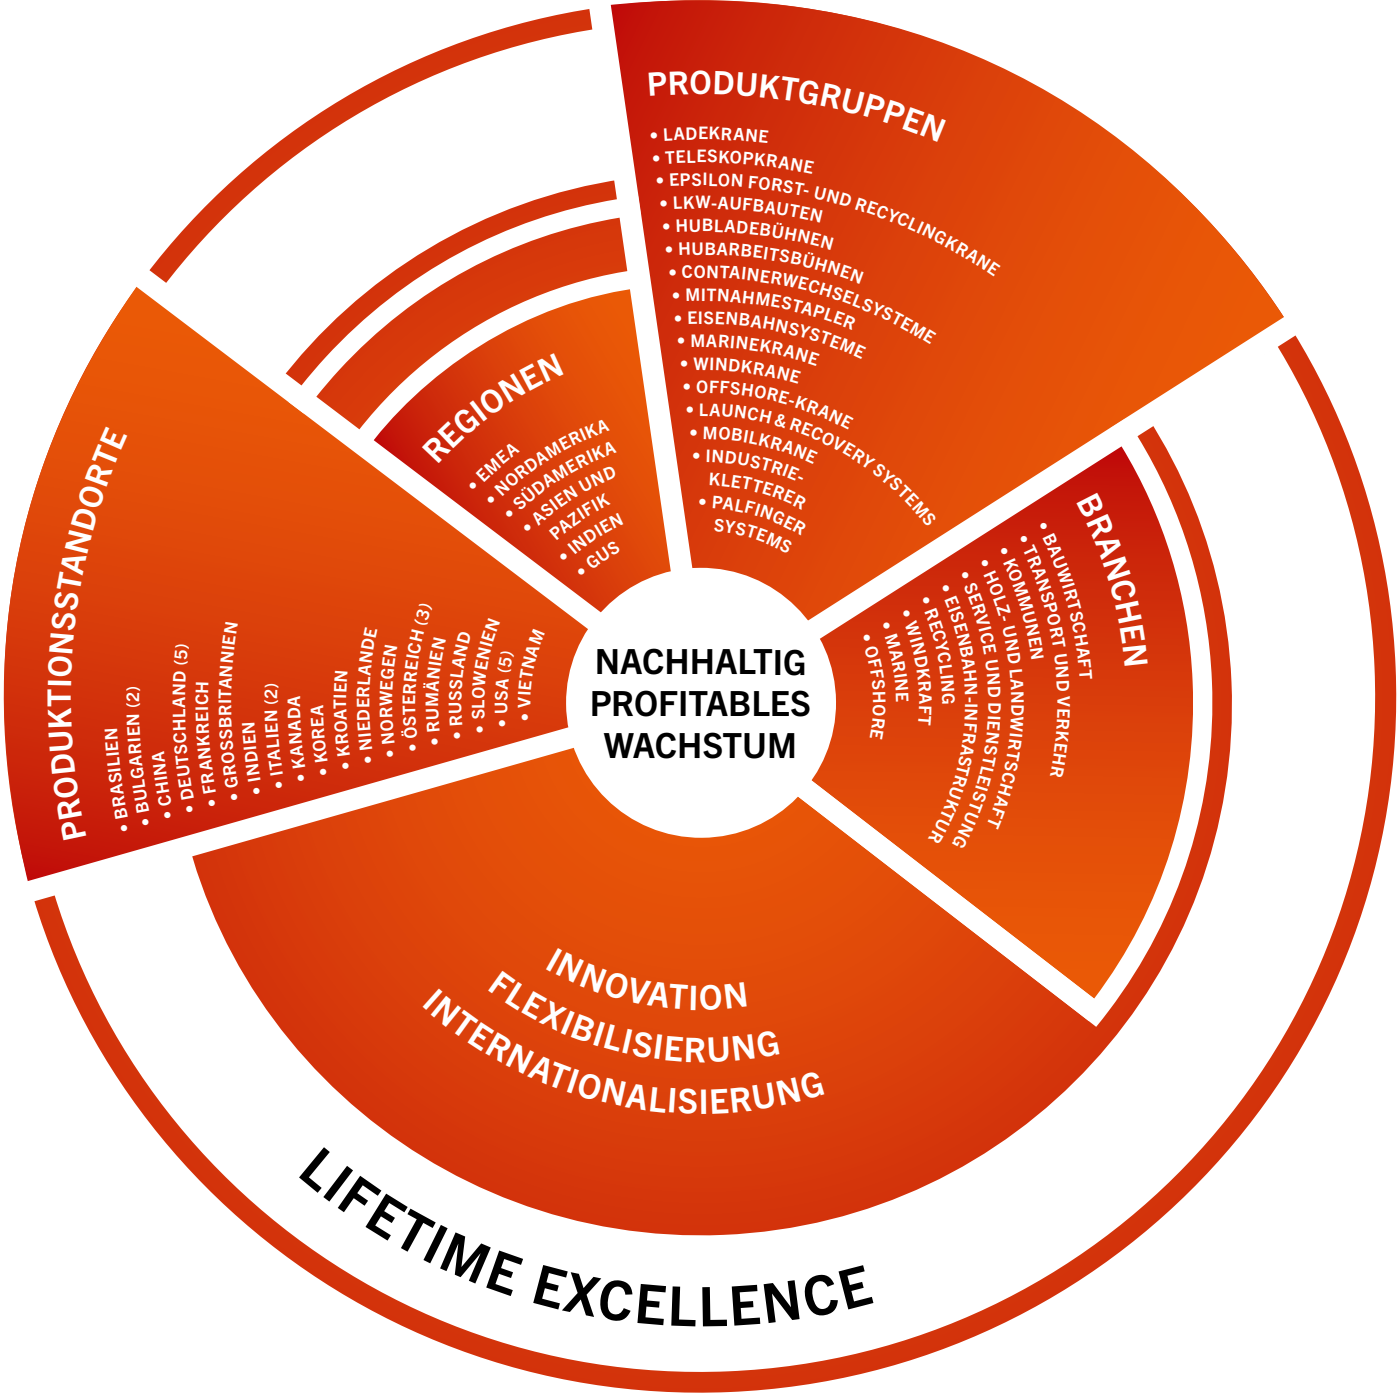 PRODUKTGRUPPEN
• LADEKRANE
• TELESKOPKRANE
• EPSILON FORST- UND RECYCLINGKRANE
• LKW-AUFBAUTEN
• HUBLADEBÜHNEN
• HUBARBEITSBÜHNEN
• CONTAINERWECHSELSYSTEME
• MITNAHMESTAPLER
• EISENBAHNSYSTEME
• MARINEKRANE
• WINDKRANE
• OFFSHORE-KRANE
• LAUNCH & RECOVERY SYSTEMS
• MOBILKRANE
• INDUSTRIE-
KLETTERER
• PALFINGER
SYSTEMS
BRANCHEN
• BAUWIRTSCHAFT
• TRANSPORT UND VERKEHR
• KOMMUNEN
• HOLZ- UND LANDWIRTSCHAFT
• SERVICE UND DIENSTLEISTUNG
• EISENBAHN-INFRASTRUKTUR
• RECYCLING
• WINDKRAFT
• MARINE
• OFFSHORE
REGIONEN
• EMEA
• NORDAMERIKA
• SÜDAMERIKA
• ASIEN UND
PAZIFIK
• INDIEN
• GUS
PRODUKTIONSSTANDORTE
• BRASILIEN
• BULGARIEN (2)
• CHINA
• DEUTSCHLAND (5)
• FRANKREICH
• GROSSBRITANNIEN
• INDIEN
• ITALIEN (2)
• KANADA
• KOREA
• KROATIEN
• NIEDERLANDE
• NORWEGEN
• ÖSTERREICH (3)
• RUMÄNIEN
• RUSSLAND
• SLOWENIEN
• USA (5)
• VIETNAM
NACHHALTIG
PROFITABLES
WACHSTUM
INNOVATION
FLEXIBILISIERUNG
INTERNATIONALISIERUNG
LIFETIME EXCELLENCE